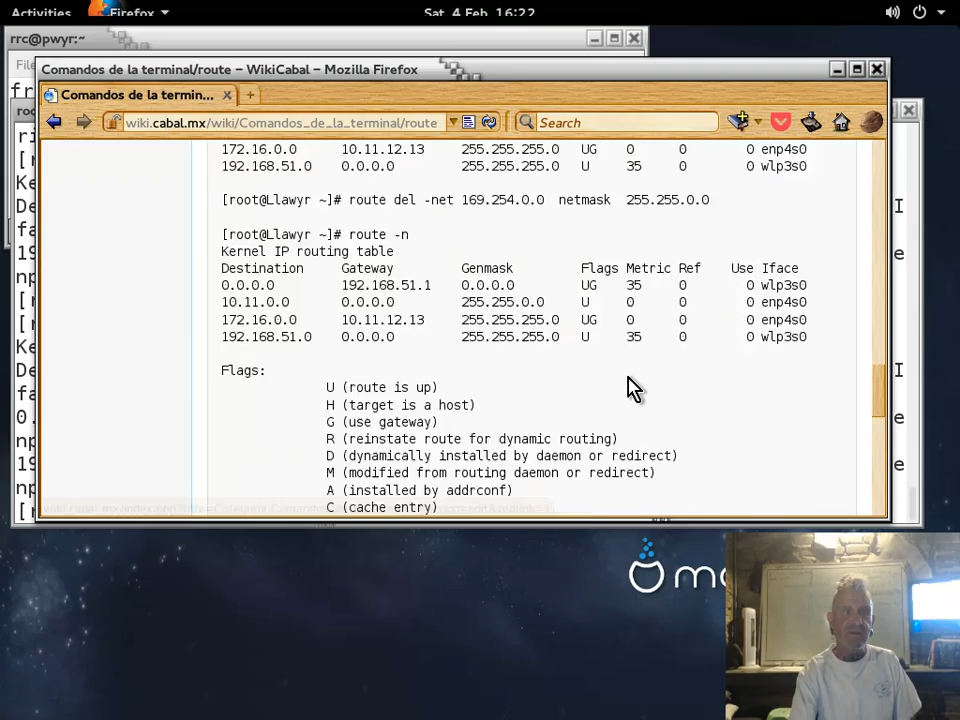 Activities Firefox Sat 4 Feb, 16:22
rrc@pwyr:~
Comandos de la terminal/route – WikiCabal – Mozilla Firefox
Comandos de la termin...
wiki.cabal.mx/wiki/Comandos_de_la_terminal/route
Search
172.16.0.0 10.11.12.13 255.255.255.0 UG 0 0 0 enp4s0
192.168.51.0 0.0.0.0 255.255.255.0 U 35 0 0 wlp3s0
[root@Llawyr ~]# route del -net 169.254.0.0 netmask 255.255.0.0
[root@Llawyr ~]# route -n
Kernel IP routing table
Destination Gateway Genmask Flags Metric Ref Use Iface
0.0.0.0 192.168.51.1 0.0.0.0 UG 35 0 0 wlp3s0
10.11.0.0 0.0.0.0 255.255.0.0 U 0 0 0 enp4s0
172.16.0.0 10.11.12.13 255.255.255.0 UG 0 0 0 enp4s0
192.168.51.0 0.0.0.0 255.255.255.0 U 35 0 0 wlp3s0
Flags:
U (route is up)
H (target is a host)
G (use gateway)
R (reinstate route for dynamic routing)
D (dynamically installed by daemon or redirect)
M (modified from routing daemon or redirect)
A (installed by addrconf)
C (cache entry)